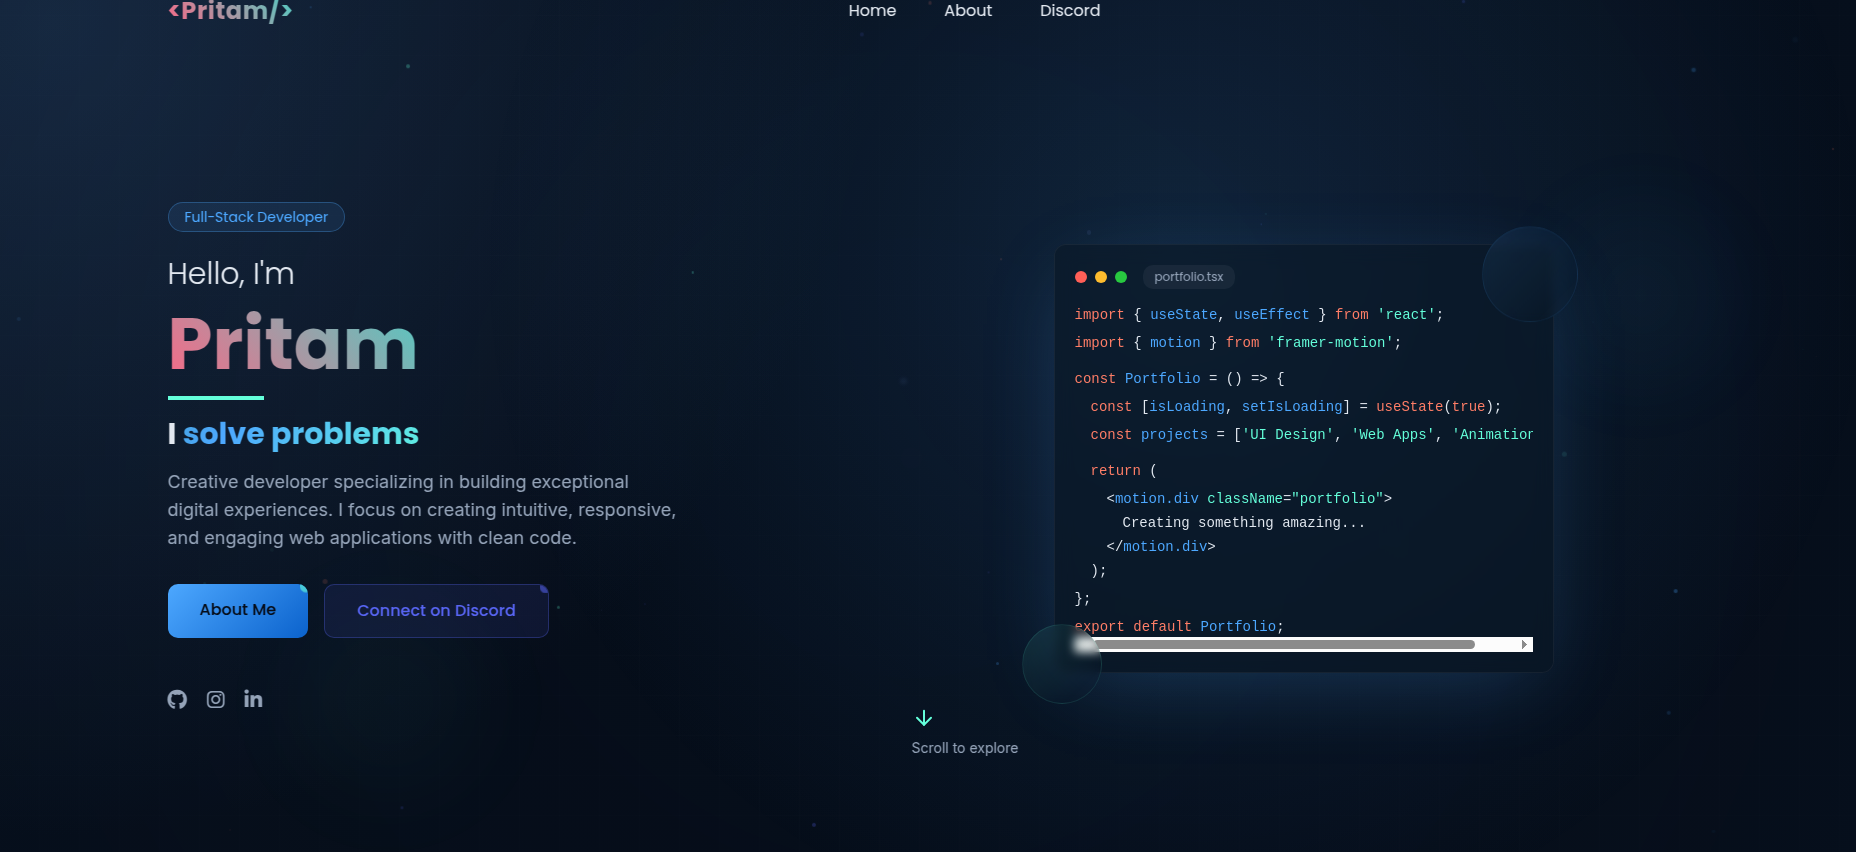 <Pritam/>
Home About Discord
Full-Stack Developer
Hello, I'm
Pritam
I solve problems
Creative developer specializing in building exceptional
digital experiences. I focus on creating intuitive, responsive,
and engaging web applications with clean code.
About Me
Connect on Discord
portfolio.tsx
import { useState, useEffect } from 'react';
import { motion } from 'framer-motion';
const Portfolio = () => {
const [isLoading, setIsLoading] = useState(true);
const projects = ['UI Design', 'Web Apps', 'Animation
return (
<motion.div className="portfolio">
Creating something amazing...
</motion.div>
);
};
export default Portfolio;
Scroll to explore